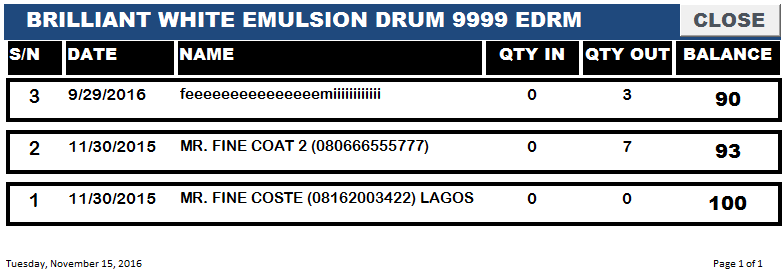 BRILLIANT WHITE EMULSION DRUM 9999 EDRM CLOSE
S/N DATE NAME QTY IN QTY OUT BALANCE
3 9/29/2016 feeeeeeeeeeeeeeemiiiiiiiiiiii 0 3 90
2 11/30/2015 MR. FINE COAT 2 (080666555777) 0 7 93
1 11/30/2015 MR. FINE COSTE (08162003422) LAGOS 0 0 100
Tuesday, November 15, 2016 Page 1 of 1